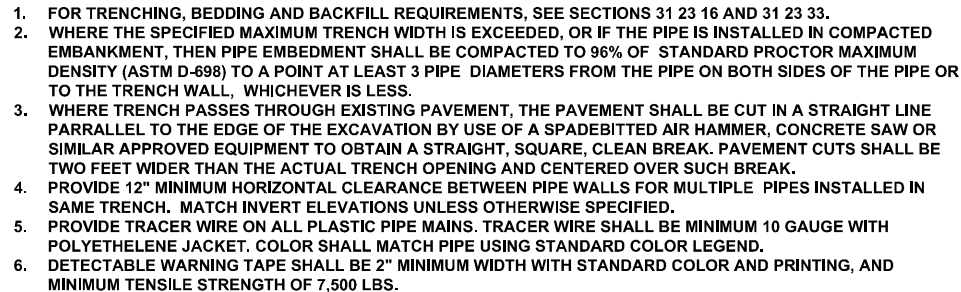 1. FOR TRENCHING, BEDDING AND BACKFILL REQUIREMENTS, SEE SECTIONS 31 23 16 AND 31 23 33.
2. WHERE THE SPECIFIED MAXIMUM TRENCH WIDTH IS EXCEEDED, OR IF THE PIPE IS INSTALLED IN COMPACTED
EMBANKMENT, THEN PIPE EMBEDMENT SHALL BE COMPACTED TO 96% OF STANDARD PROCTOR MAXIMUM
DENSITY (ASTM D-698) TO A POINT AT LEAST 3 PIPE DIAMETERS FROM THE PIPE ON BOTH SIDES OF THE PIPE OR
TO THE TRENCH WALL, WHICHEVER IS LESS.
3. WHERE TRENCH PASSES THROUGH EXISTING PAVEMENT, THE PAVEMENT SHALL BE CUT IN A STRAIGHT LINE
PARRALLEL TO THE EDGE OF THE EXCAVATION BY USE OF A SPADEBITTED AIR HAMMER, CONCRETE SAW OR
SIMILAR APPROVED EQUIPMENT TO OBTAIN A STRAIGHT, SQUARE, CLEAN BREAK. PAVEMENT CUTS SHALL BE
TWO FEET WIDER THAN THE ACTUAL TRENCH OPENING AND CENTERED OVER SUCH BREAK.
4. PROVIDE 12" MINIMUM HORIZONTAL CLEARANCE BETWEEN PIPE WALLS FOR MULTIPLE PIPES INSTALLED IN
SAME TRENCH. MATCH INVERT ELEVATIONS UNLESS OTHERWISE SPECIFIED.
5. PROVIDE TRACER WIRE ON ALL PLASTIC PIPE MAINS. TRACER WIRE SHALL BE MINIMUM 10 GAUGE WITH
POLYETHELENE JACKET. COLOR SHALL MATCH PIPE USING STANDARD COLOR LEGEND.
6. DETECTABLE WARNING TAPE SHALL BE 2" MINIMUM WIDTH WITH STANDARD COLOR AND PRINTING, AND
MINIMUM TENSILE STRENGTH OF 7,500 LBS.